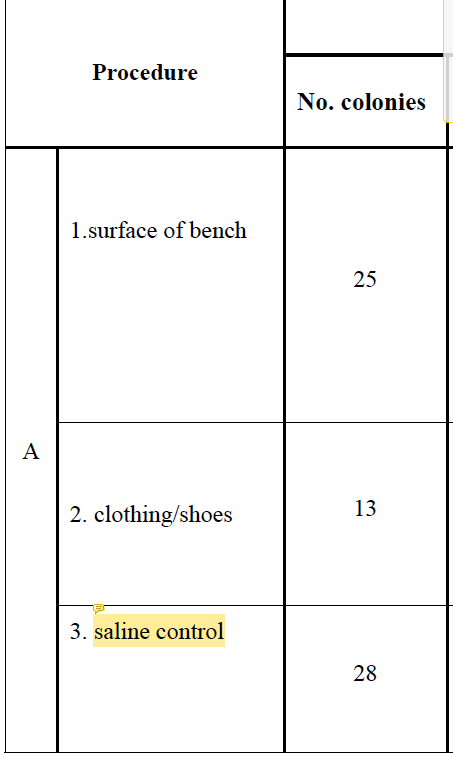 Procedure
No. colonies
1.surface of bench
25
A
2. clothing/shoes
13
3. saline control
28